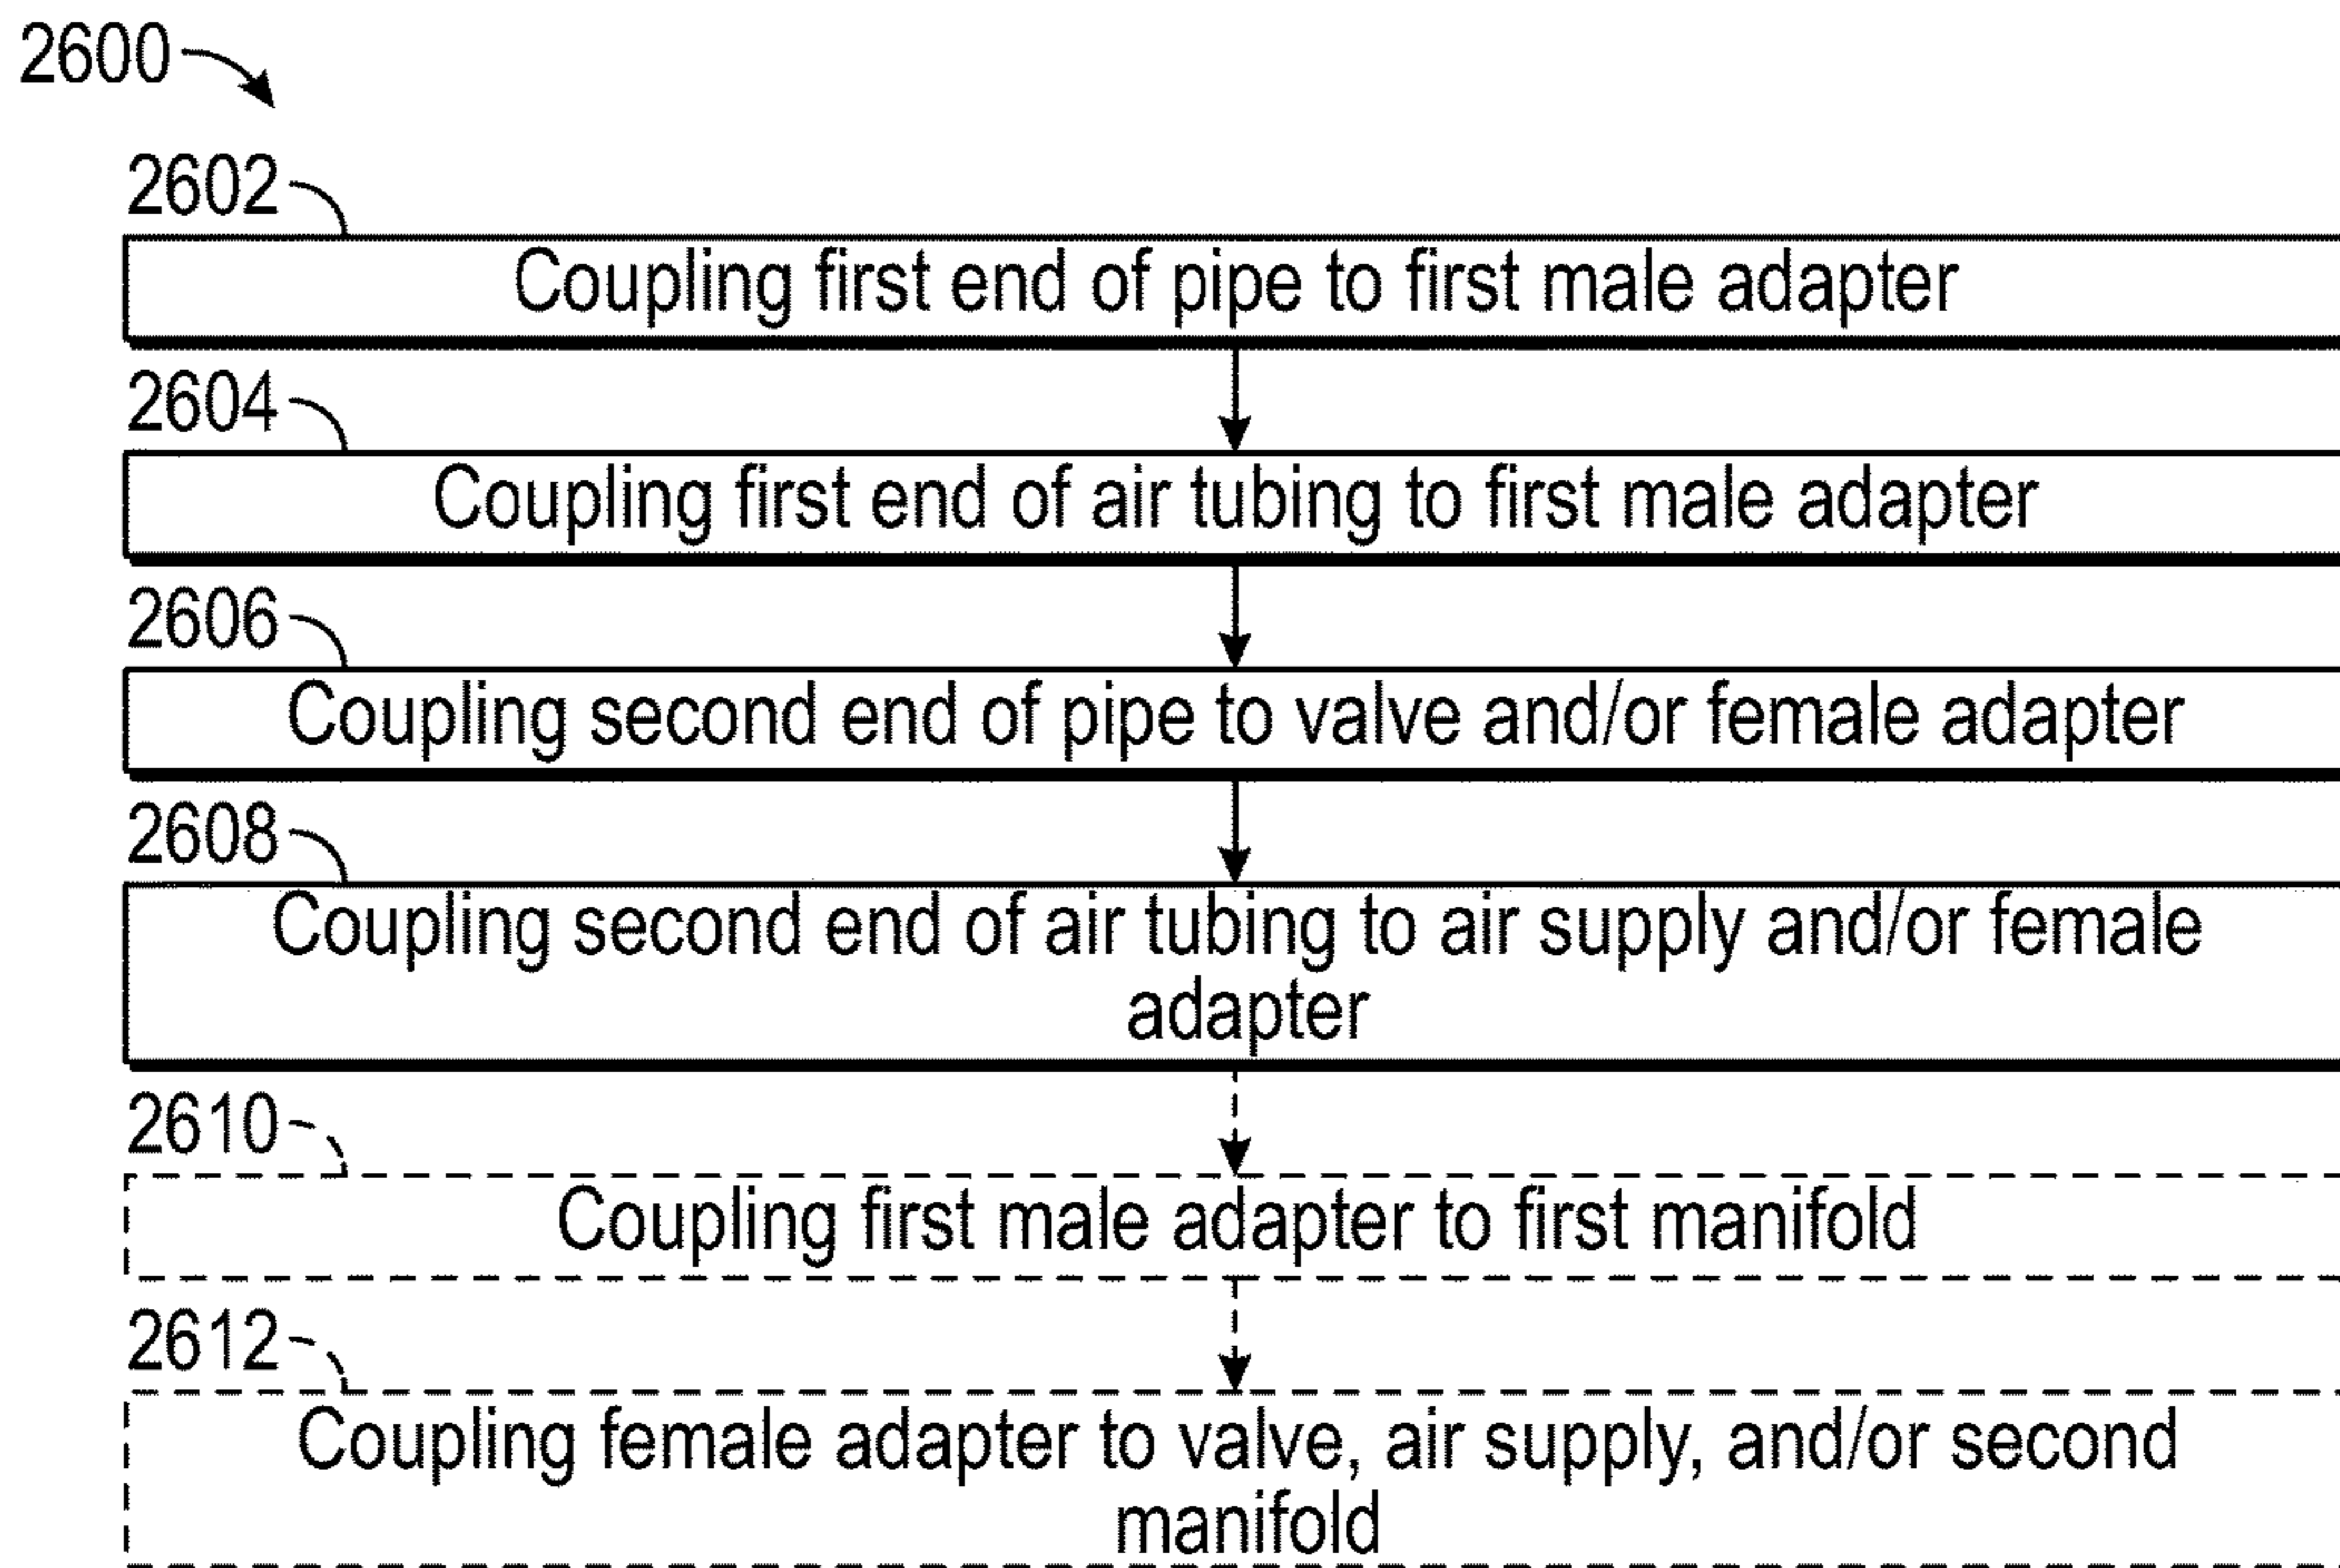 2600
2602
Coupling first end of pipe to first male adapter
2604
Coupling first end of air tubing to first male adapter
2606
Coupling second end of pipe to valve and/or female adapter
2608
Coupling second end of air tubing to air supply and/or female
adapter
2610
Coupling first male adapter to first manifold
2612
Coupling female adapter to valve, air supply, and/or second
manifold